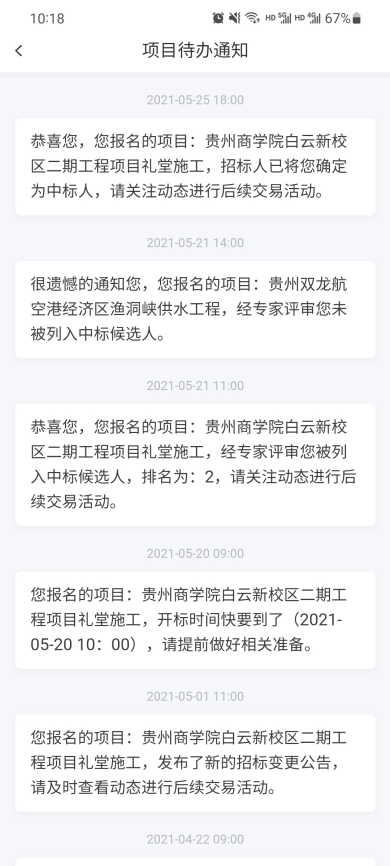 10:18
HD 5G HD 4G 67%
项目待办通知
2021-05-25 18:00
恭喜您，您报名的项目：贵州商学院白云新校
区二期工程项目礼堂施工，招标人已将您确定
为中标人，请关注动态进行后续交易活动。
2021-05-21 14:00
很遗憾的通知您，您报名的项目：贵州双龙航
空港经济区渔洞峡供水工程，经专家评审您未
被列入中标候选人。
2021-05-21 11:00
恭喜您，您报名的项目：贵州商学院白云新校
区二期工程项目礼堂施工，经专家评审您被列
入中标候选人，排名为：2，请关注动态进行后
续交易活动。
2021-05-20 09:00
您报名的项目：贵州商学院白云新校区二期工
程项目礼堂施工，开标时间快要到了（2021-
05-20 10：00），请提前做好相关准备。
2021-05-01 11:00
您报名的项目：贵州商学院白云新校区二期工
程项目礼堂施工，发布了新的招标变更公告，
请及时查看动态进行后续交易活动。
2021-04-22 09:00